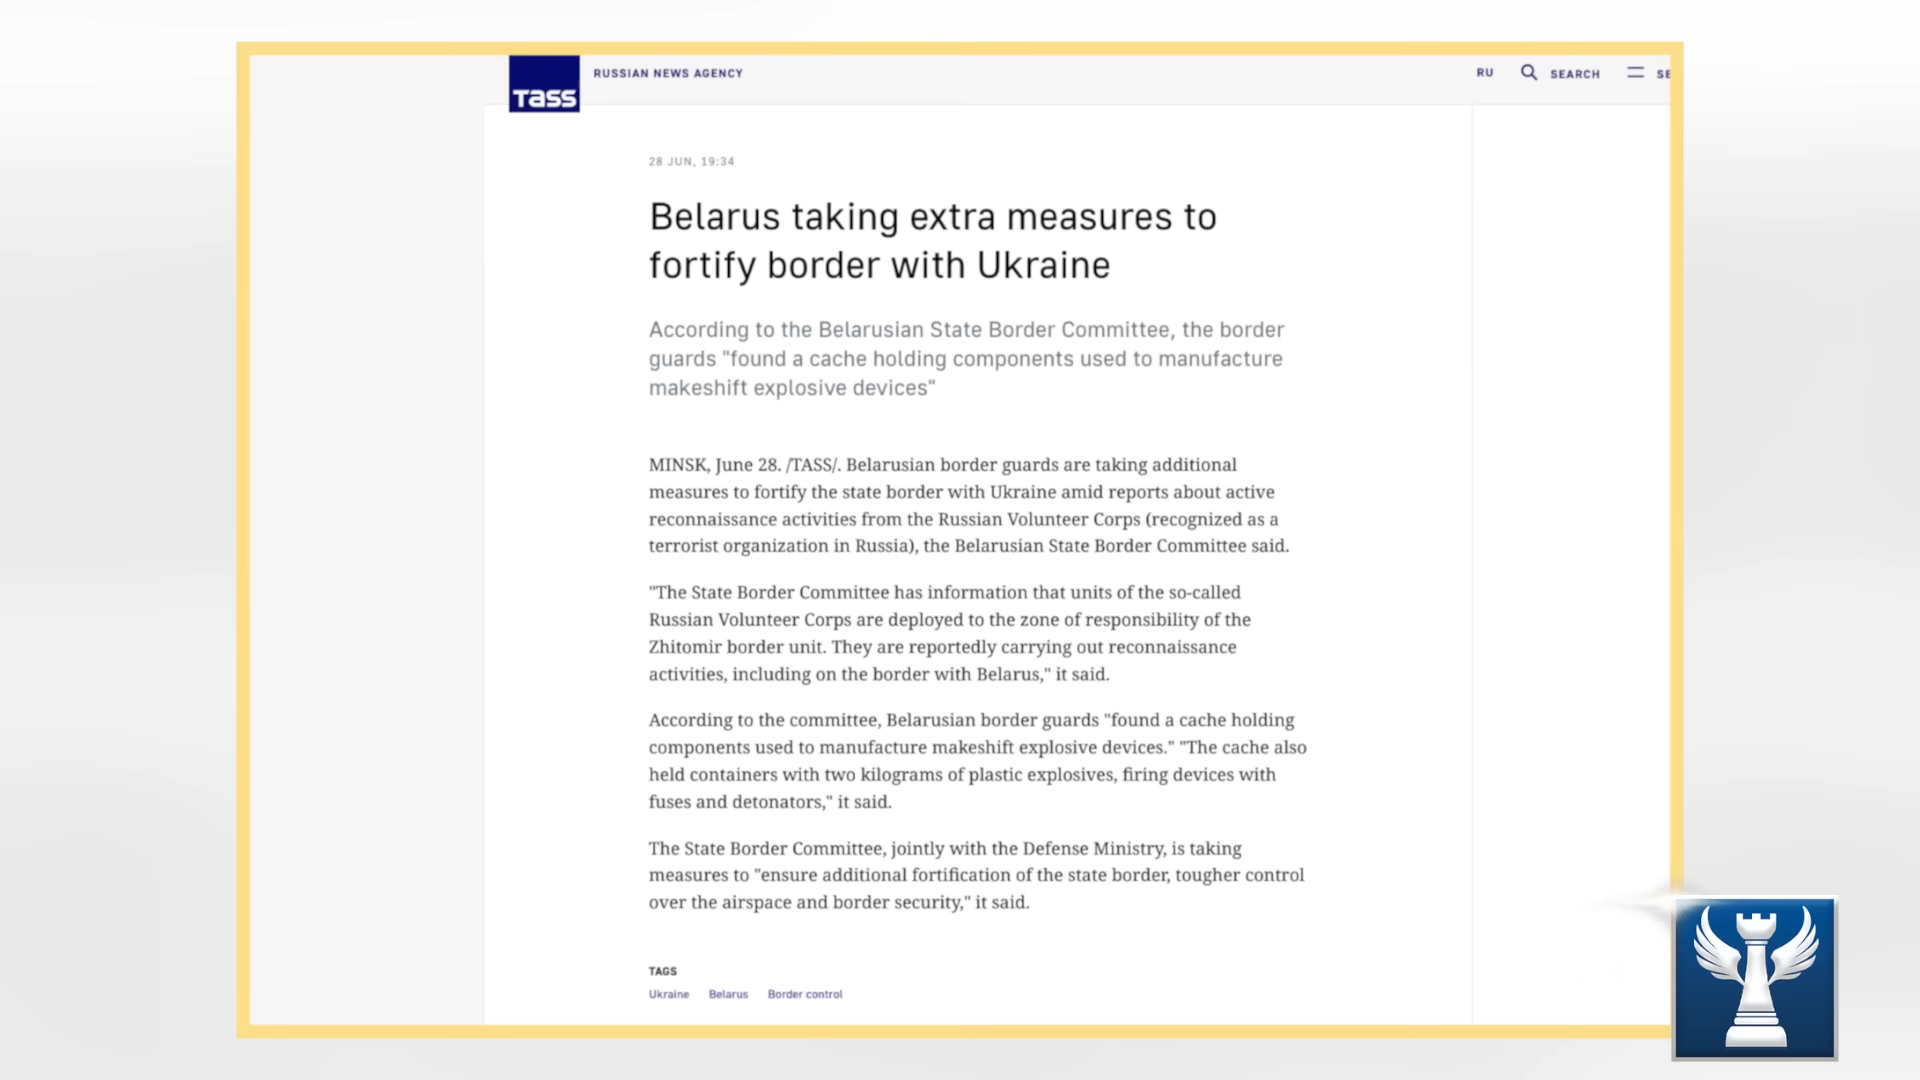 Tass
RUSSIAN NEWS AGENCY
RU
SEARCH
28 JUN, 19:34
Belarus taking extra measures to
fortify border with Ukraine
According to the Belarusian State Border Committee, the border
guards "found a cache holding components used to manufacture
makeshift explosive devices"
MINSK, June 28. /TASS/. Belarusian border guards are taking additional
measures to fortify the state border with Ukraine amid reports about active
reconnaissance activities from the Russian Volunteer Corps (recognized as a
terrorist organization in Russia), the Belarusian State Border Committee said.
"The State Border Committee has information that units of the so-called
Russian Volunteer Corps are deployed to the zone of responsibility of the
Zhitomir border unit. They are reportedly carrying out reconnaissance
activities, including on the border with Belarus," it said.
According to the committee, Belarusian border guards "found a cache holding
components used to manufacture makeshift explosive devices." "The cache also
held containers with two kilograms of plastic explosives, firing devices with
fuses and detonators," it said.
The State Border Committee, jointly with the Defense Ministry, is taking
measures to "ensure additional fortification of the state border, tougher control
over the airspace and border security," it said.
TAGS
Ukraine Belarus Border control